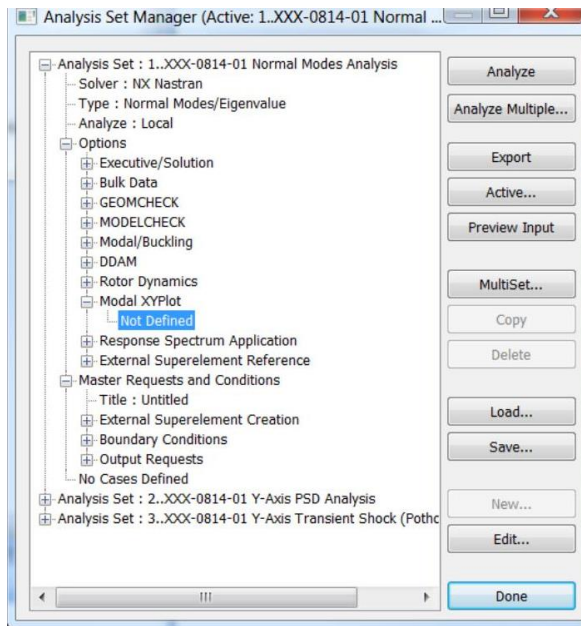 Analysis Set Manager (Active: 1..XXX-0814-01 Normal ...
Analysis Set : 1..XXX-0814-01 Normal Modes Analysis
Solver : NX Nastran
Type : Normal Modes/Eigenvalue
Analyze : Local
Options
Executive/Solution
Bulk Data
GEOMCHECK
MODELCHECK
Modal/Buckling
DDAM
Rotor Dynamics
Modal XYPlot
Not Defined
Response Spectrum Application
External Superelement Reference
Master Requests and Conditions
Title : Untitled
External Superelement Creation
Boundary Conditions
Output Requests
No Cases Defined
Analysis Set : 2..XXX-0814-01 Y-Axis PSD Analysis
Analysis Set : 3..XXX-0814-01 Y-Axis Transient Shock (Pothc
Analyze
Analyze Multiple...
Export
Active...
Preview Input
MultiSet...
Copy
Delete
Load...
Save...
New...
Edit...
Done